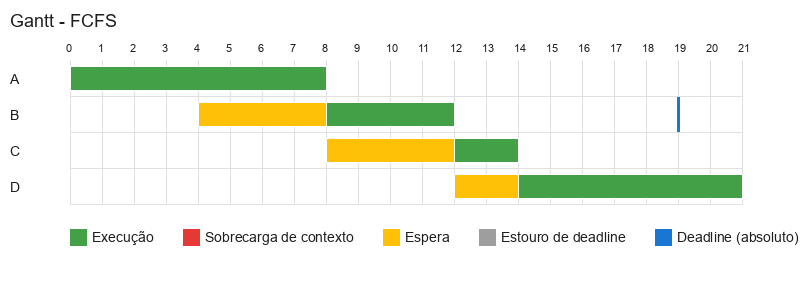 Gantt - FCFS
0 1 2 3 4 5 6 7 8 9 10 11 12 13 14 15 16 17 18 19 20 21
A
B
C
D
Execução Sobrecarga de contexto Espera Estouro de deadline Deadline (absoluto)